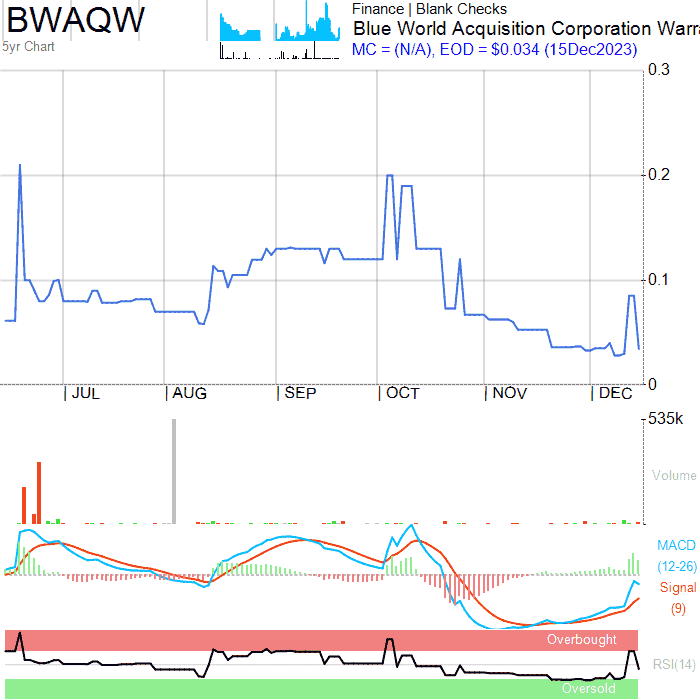 BWAQW
5yr Chart
Finance | Blank Checks
Blue World Acquisition Corporation Warra
MC = (N/A), EOD = $0.034 (15Dec2023)
0.3
0.2
0.1
0
JUL AUG SEP OCT NOV DEC
535k
Volume
MACD
(12-26)
Signal
(9)
Overbought
RSI(14)
Oversold